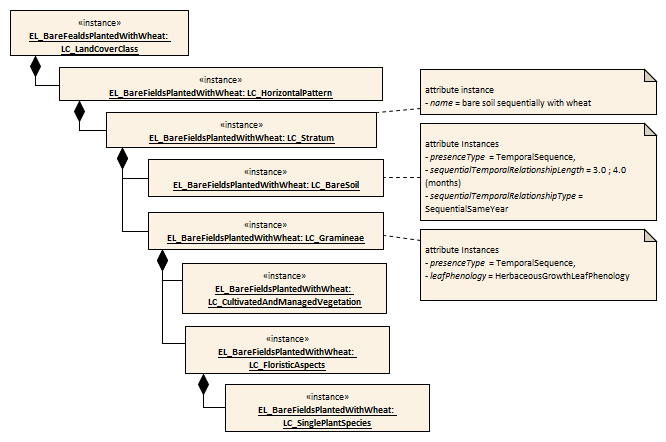 «instance»
EL_BareFealdsPlantedWithWheat:
LC_LandCoverClass
«instance»
EL_BareFieldsPlantedWithWheat: LC_HorizontalPattern
«instance»
EL_BareFieldsPlantedWithWheat: LC_Stratum
«instance»
EL_BareFieldsPlantedWithWheat: LC_BareSoil
«instance»
EL_BareFieldsPlantedWithWheat: LC_Gramineae
«instance»
EL_BareFieldsPlantedWithWheat:
LC_CultivatedAndManagedVegetation
«instance»
EL_BareFieldsPlantedWithWheat:
LC_FloristicAspects
«instance»
EL_BareFieldsPlantedWithWheat:
LC_SinglePlantSpecies
attribute instance
- name = bare soil sequentially with wheat
attribute Instances
- presenceType = TemporalSequence,
- sequentialTemporalRelationshipLength = 3.0 ; 4.0
(months)
- sequentialTemporalRelationshipType =
SequentialSameYear
attribute Instances
- presenceType = TemporalSequence,
- leafPhenology = HerbaceousGrowthLeafPhenology